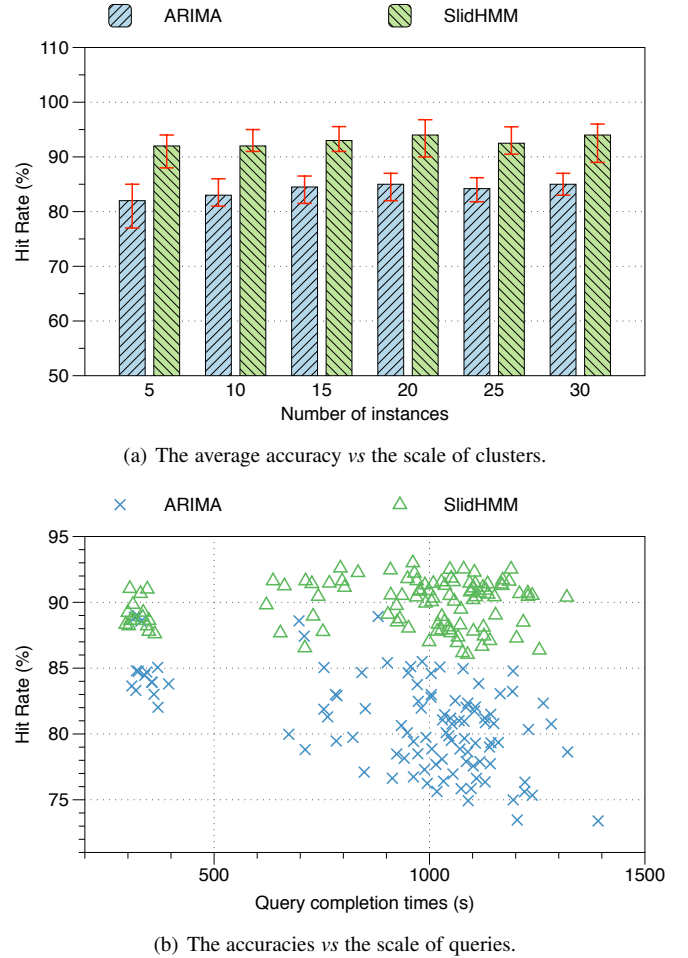 ARIMA SlidHMM
110
100
90
80
70
60
50
Hit Rate (%)
5 10 15 20 25 30
Number of instances
(a) The average accuracy vs the scale of clusters.
ARIMA SlidHMM
95
90
85
80
75
Hit Rate (%)
500 1000 1500
Query completion times (s)
(b) The accuracies vs the scale of queries.